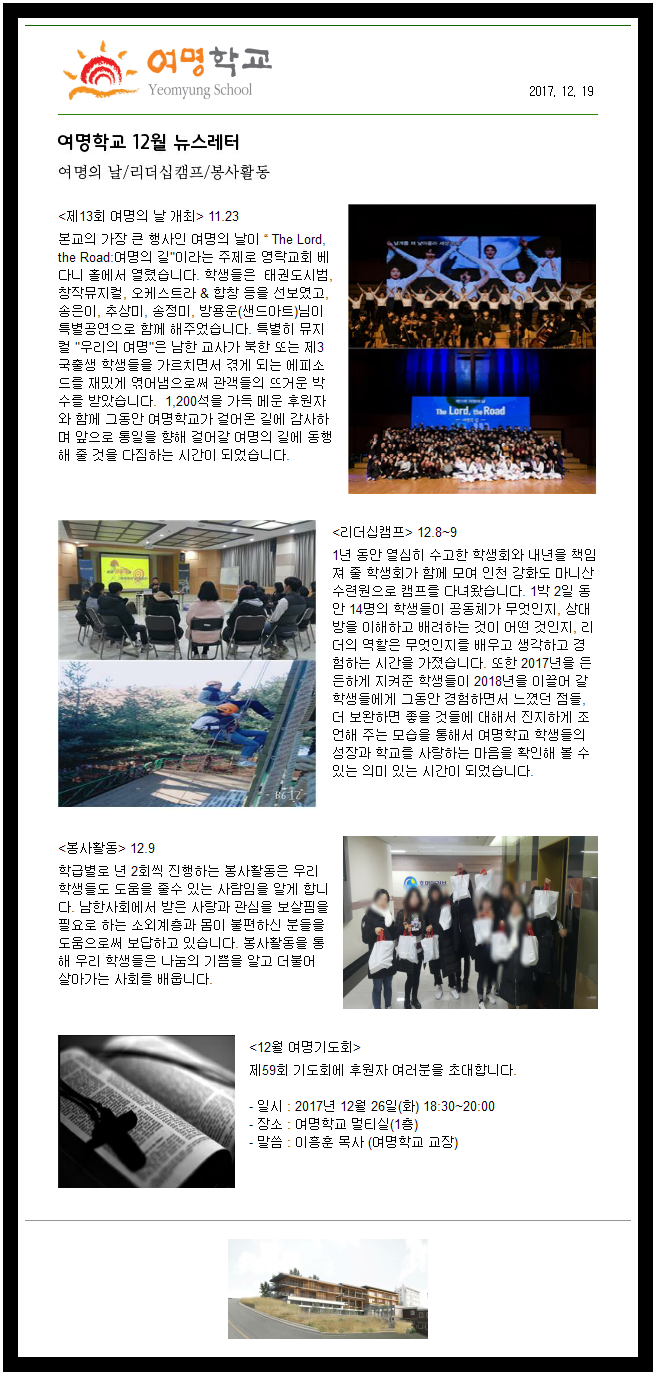 여명학교
Yeomyung School
2017. 12. 19
여명학교 12월 뉴스레터
여명의 날/리더십캠프/봉사활동
<제13회 여명의 날 개최> 11.23
본교의 가장 큰 행사인 여명의 날이 " The Lord,
the Road:여명의 길"이라는 주제로 영락교회 베
다니 홀에서 열렸습니다. 학생들은 태권도시범,
창작뮤지컬, 오케스트라 & 합창 등을 선보였고,
송은이, 추상미, 송정미, 방용운(샌드아트)님이
특별공연으로 함께 해주었습니다. 특별히 뮤지
컬 "우리의 여명"은 남한 교사가 북한 또는 제3
국출생 학생들을 가르치면서 겪게 되는 에피소
드를 재밌게 엮어냄으로써 관객들의 뜨거운 박
수를 받았습니다. 1,200석을 가득 메운 후원자
와 함께 그동안 여명학교가 걸어온 길에 감사하
며 앞으로 통일을 향해 걸어갈 여명의 길에 동행
해 줄 것을 다짐하는 시간이 되었습니다.
The Lord, the Road
<리더십캠프> 12.8~9
1년 동안 열심히 수고한 학생회와 내년을 책임
져 줄 학생회가 함께 모여 인천 강화도 마니산
수련원으로 캠프를 다녀왔습니다. 1박 2일 동
안 14명의 학생들이 공동체가 무엇인지, 상대
방을 이해하고 배려하는 것이 어떤 것인지, 리
더의 역할은 무엇인지를 배우고 생각하고 경
험하는 시간을 가졌습니다. 또한 2017년을 든
든하게 지켜준 학생들이 2018년을 이끌어 갈
학생들에게 그동안 경험하면서 느꼈던 점들,
더 보완하면 좋을 것들에 대해서 진지하게 조
언해 주는 모습을 통해서 여명학교 학생들의
성장과 학교를 사랑하는 마음을 확인해 볼 수
있는 의미 있는 시간이 되었습니다.
B612
<봉사활동> 12.9
학급별로 년 2회씩 진행하는 봉사활동은 우리
학생들도 도움을 줄수 있는 사람임을 알게 합니
다. 남한사회에서 받은 사랑과 관심을 보살핌을
필요로 하는 소외계층과 몸이 불편하신 분들을
도움으로써 보답하고 있습니다. 봉사활동을 통
해 우리 학생들은 나눔의 기쁨을 알고 더불어
살아가는 사회를 배웁니다.
<12월 여명기도회>
제59회 기도회에 후원자 여러분을 초대합니다.
- 일시 : 2017년 12월 26일(화) 18:30~20:00
- 장소 : 여명학교 멀티실(1층)
- 말씀 : 이흥훈 목사 (여명학교 교장)